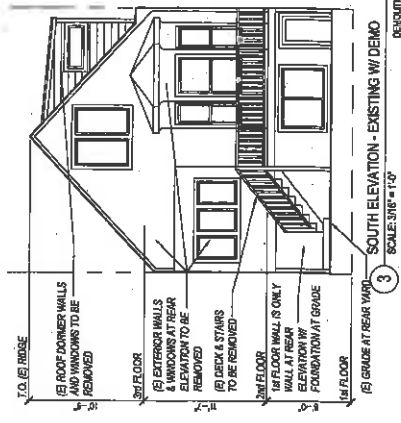 T.O. (E) RIDGE
(E) ROOF DORMER WALLS
AND WINDOWS TO BE
REMOVED
3rd FLOOR
(E) EXTERIOR WALLS
& WINDOWS AT REAR
ELEVATION TO BE
REMOVED
(E) DECK & STAIRS
TO BE REMOVED
2nd FLOOR
1st FLOOR WALL IS ONLY
WALL AT REAR
ELEVATION W/
FOUNDATION AT GRADE
1st FLOOR
(E) GRADE AT REAR YARD
3
SOUTH ELEVATION - EXISTING W/ DEMO
SCALE: 3/16" = 1'-0"